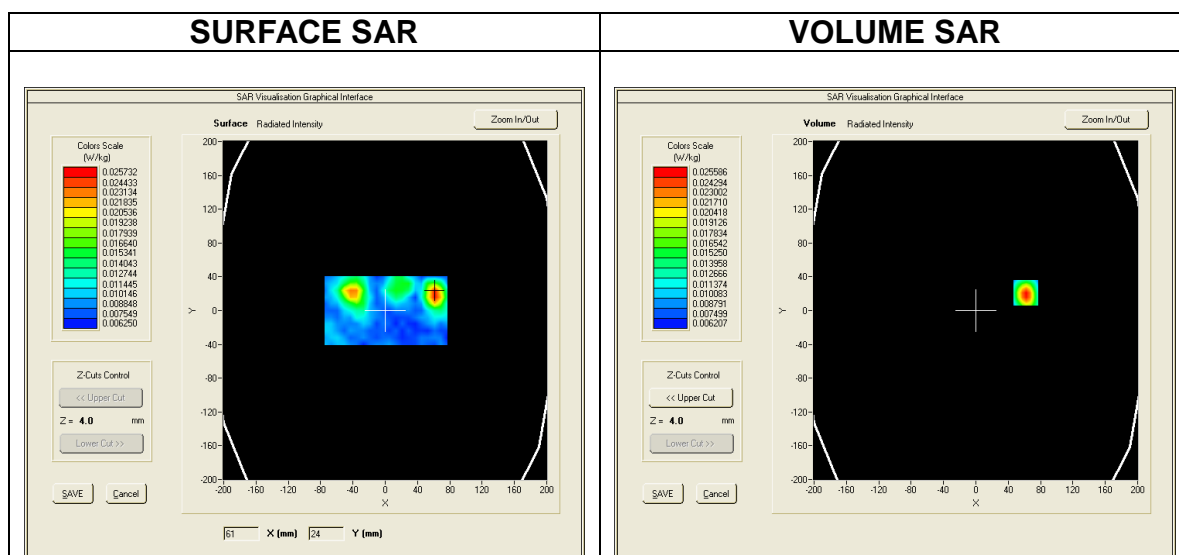 SURFACE SAR
VOLUME SAR
SAR Visualisation Graphical Interface
Surface Radiated Intensity
Zoom In/Out
Colors Scale
(W/kg)
0.025732
0.024433
0.023134
0.021835
0.020536
0.019238
0.017939
0.016640
0.015341
0.014043
0.012744
0.011445
0.010146
0.008848
0.007549
0.006250
200
160
120
80
40
0
-40
-80
-120
-160
-200
Y
-200 -160 -120 -80 -40 0 40 80 120 160 200
X
Z-Cuts Control
<< Upper Cut
Z = 4.0 mm
Lower Cut >>
SAVE Cancel
61 X (mm) 24 Y (mm)
SAR Visualisation Graphical Interface
Volume Radiated Intensity
Zoom In/Out
Colors Scale
(W/kg)
0.025586
0.024294
0.023002
0.021710
0.020418
0.019126
0.017834
0.016542
0.015250
0.013958
0.012666
0.011374
0.010083
0.008791
0.007499
0.006207
200
160
120
80
40
0
-40
-80
-120
-160
-200
Y
-200 -160 -120 -80 -40 0 40 80 120 160 200
X
Z-Cuts Control
<< Upper Cut
Z = 4.0 mm
Lower Cut >>
SAVE Cancel